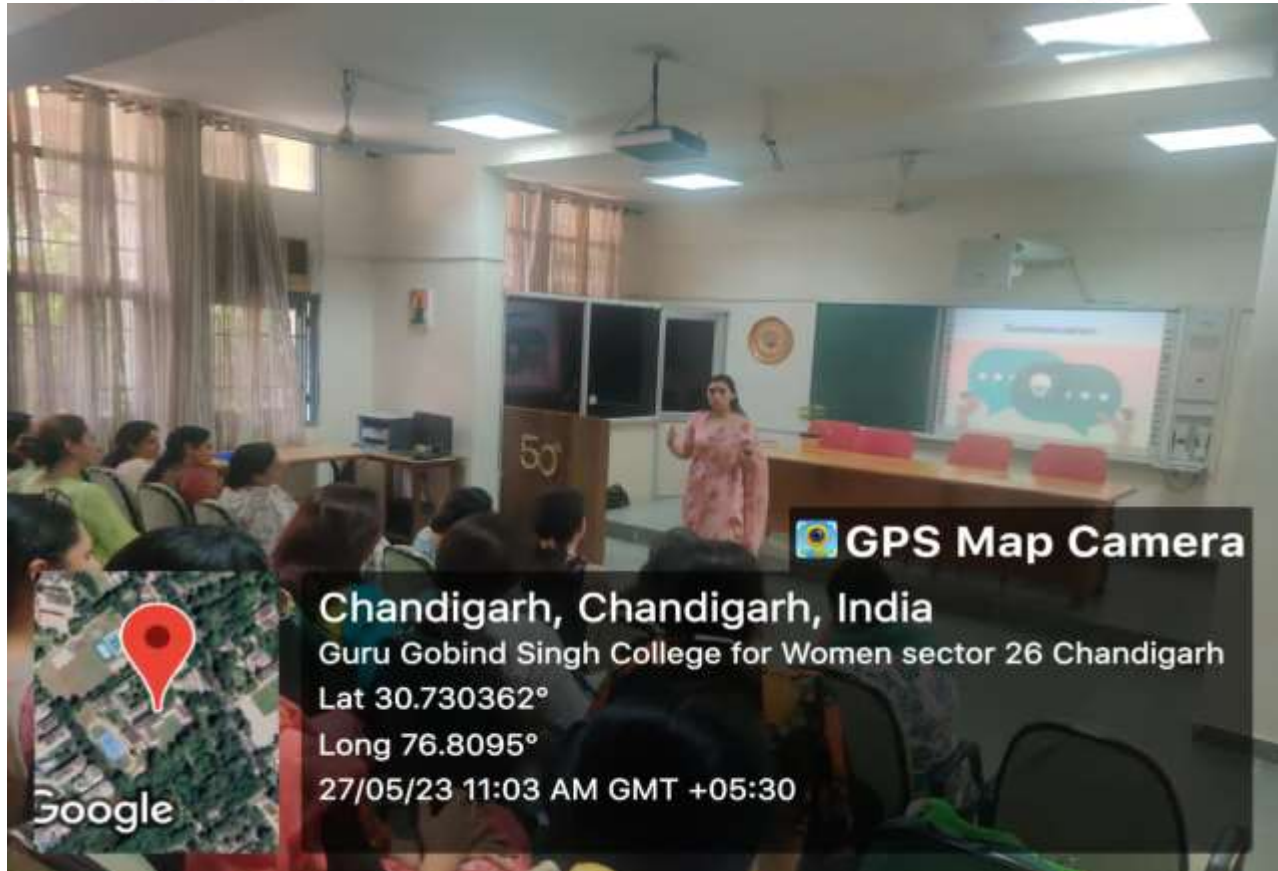 50
GPS Map Camera
Chandigarh, Chandigarh, India
Guru Gobind Singh College for Women sector 26 Chandigarh
Lat 30.730362°
Long 76.8095°
27/05/23 11:03 AM GMT +05:30
Google